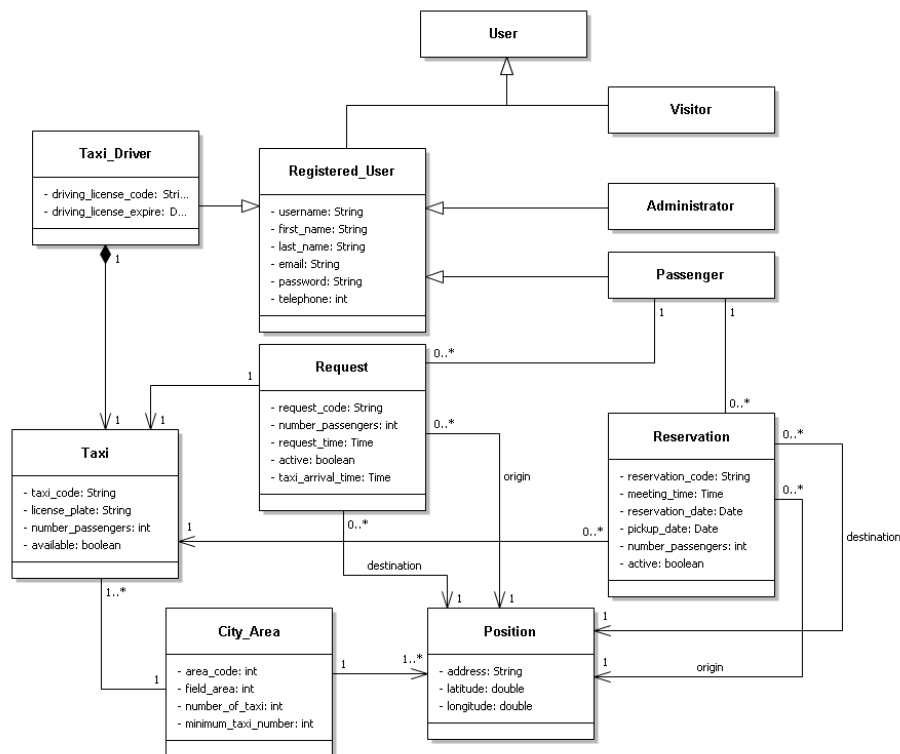 User
Visitor
Taxi_Driver
- driving_license_code: Stri...
- driving_license_expire: D...
Registered_User
- username: String
- first_name: String
- last_name: String
- email: String
- password: String
- telephone: int
Administrator
Passenger
1
1
1
0..*
Request
- request_code: String
- number_passengers: int
- request_time: Time
- active: boolean
- taxi_arrival_time: Time
1
0..*
origin
0..*
Reservation
- reservation_code: String
- meeting_time: Time
- reservation_date: Date
- pickup_date: Date
- number_passengers: int
- active: boolean
0..*
0..*
destination
1
1
Taxi
- taxi_code: String
- license_plate: String
- number_passengers: int
- available: boolean
1
0..*
0..*
destination
1..*
1
City_Area
- area_code: int
- field_area: int
- number_of_taxi: int
- minimum_taxi_number: int
1
1..*
1
1
Position
- address: String
- latitude: double
- longitude: double
1
1
origin